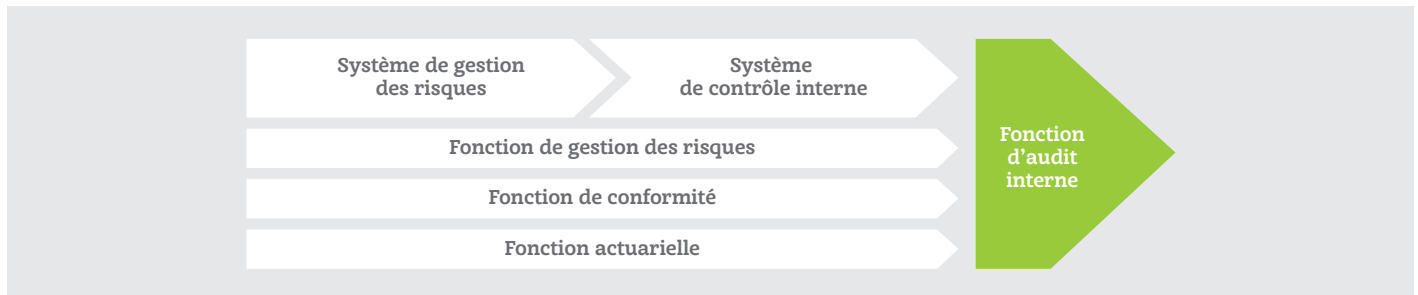 Système de gestion
des risques
Système
de contrôle interne
Fonction de gestion des risques
Fonction de conformité
Fonction actuarielle
Fonction
d’audit
interne